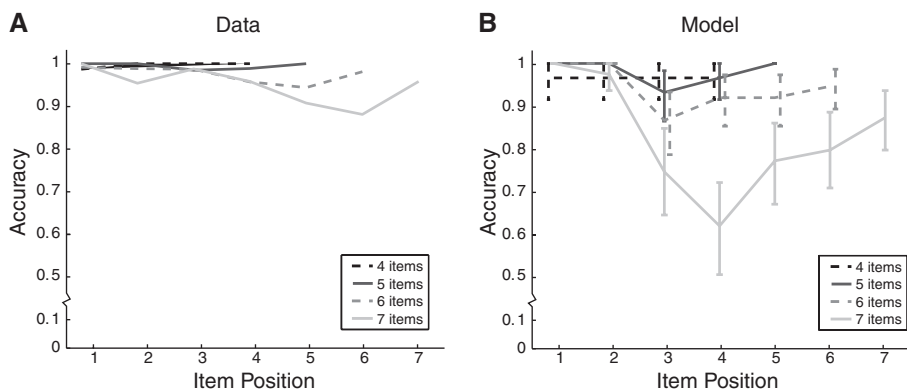 A
Data
1
0.9
0.8
0.7
0.6
0.5
0.1
0
Accuracy
4 items
5 items
6 items
7 items
1 2 3 4 5 6 7
Item Position
B
Model
1
0.9
0.8
0.7
0.6
0.5
0.1
0
Accuracy
4 items
5 items
6 items
7 items
1 2 3 4 5 6 7
Item Position